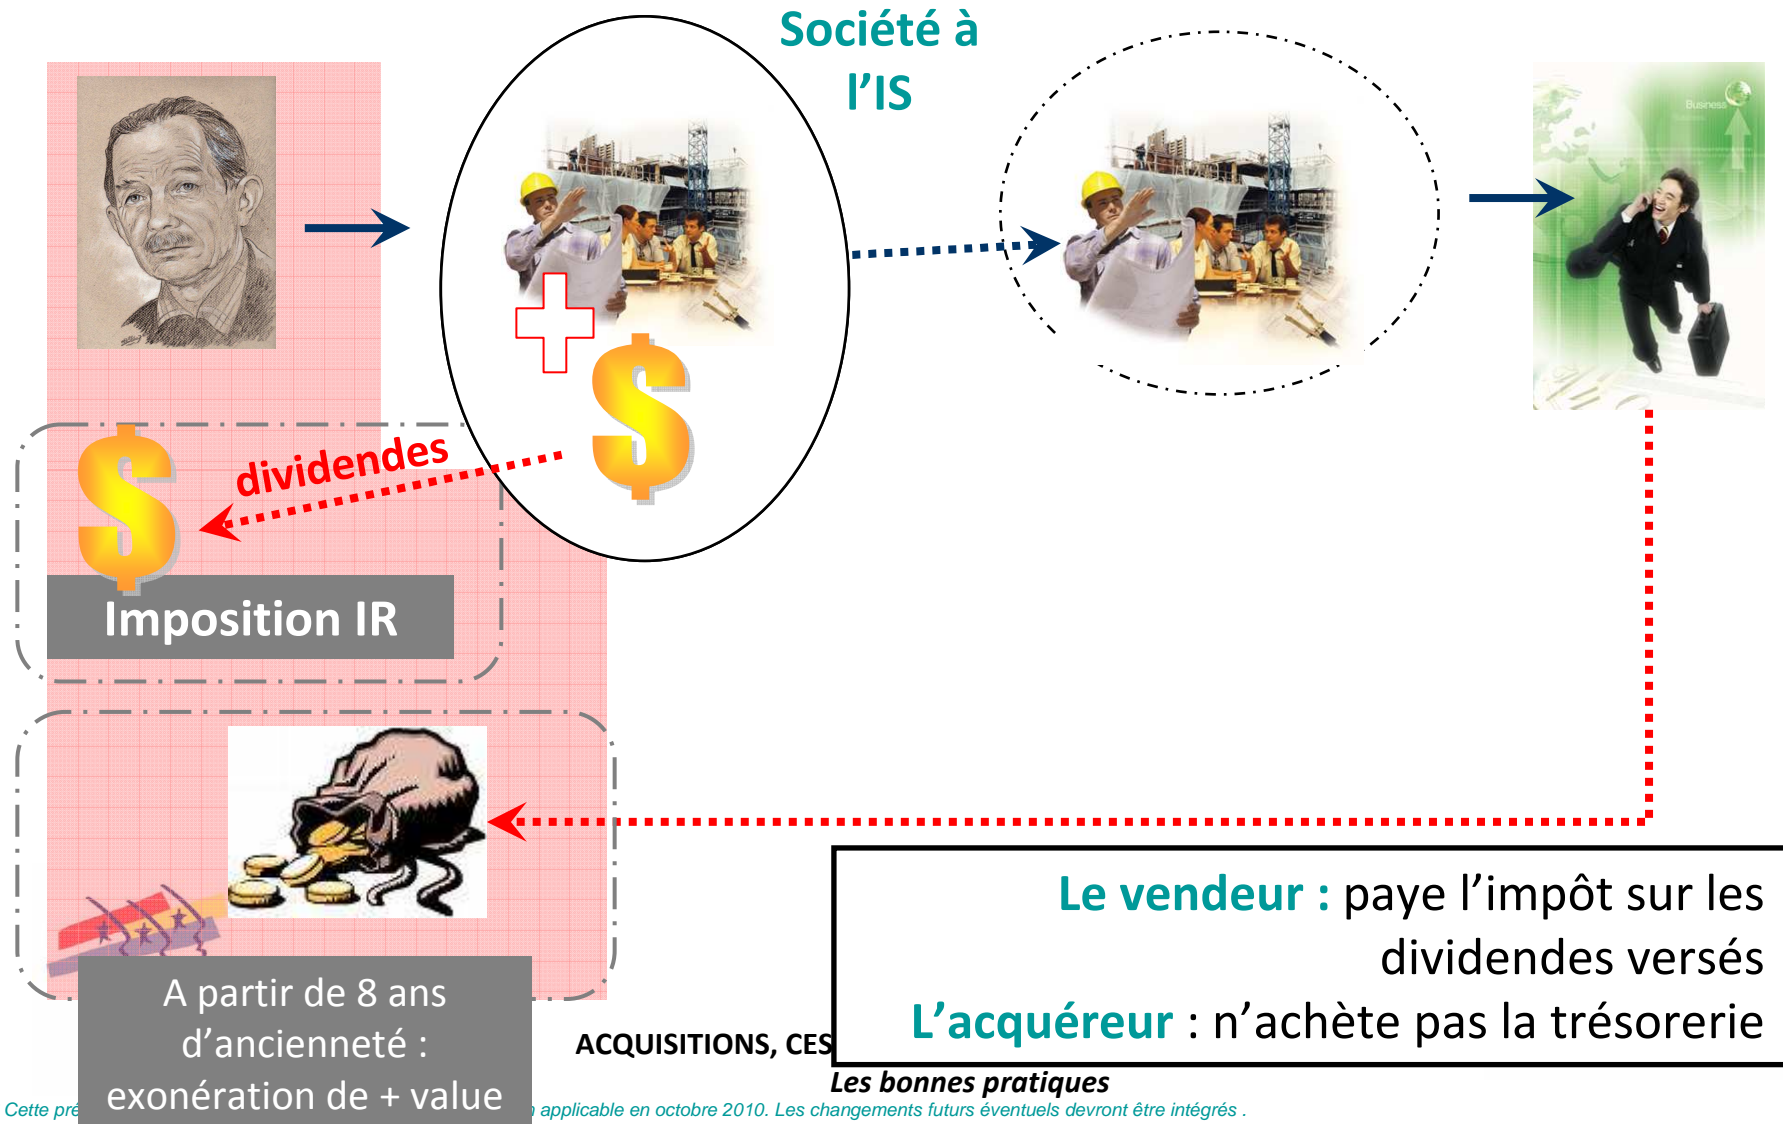 Société à
l'IS
Business
dividendes
Imposition IR
A partir de 8 ans
d'ancienneté :
exonération de + value
Le vendeur : paye l'impôt sur les
dividendes versés
L'acquéreur : n'achète pas la trésorerie
ACQUISITIONS, CES
Les bonnes pratiques
Cette pré
applicable en octobre 2010. Les changements futurs éventuels devront être intégrés .